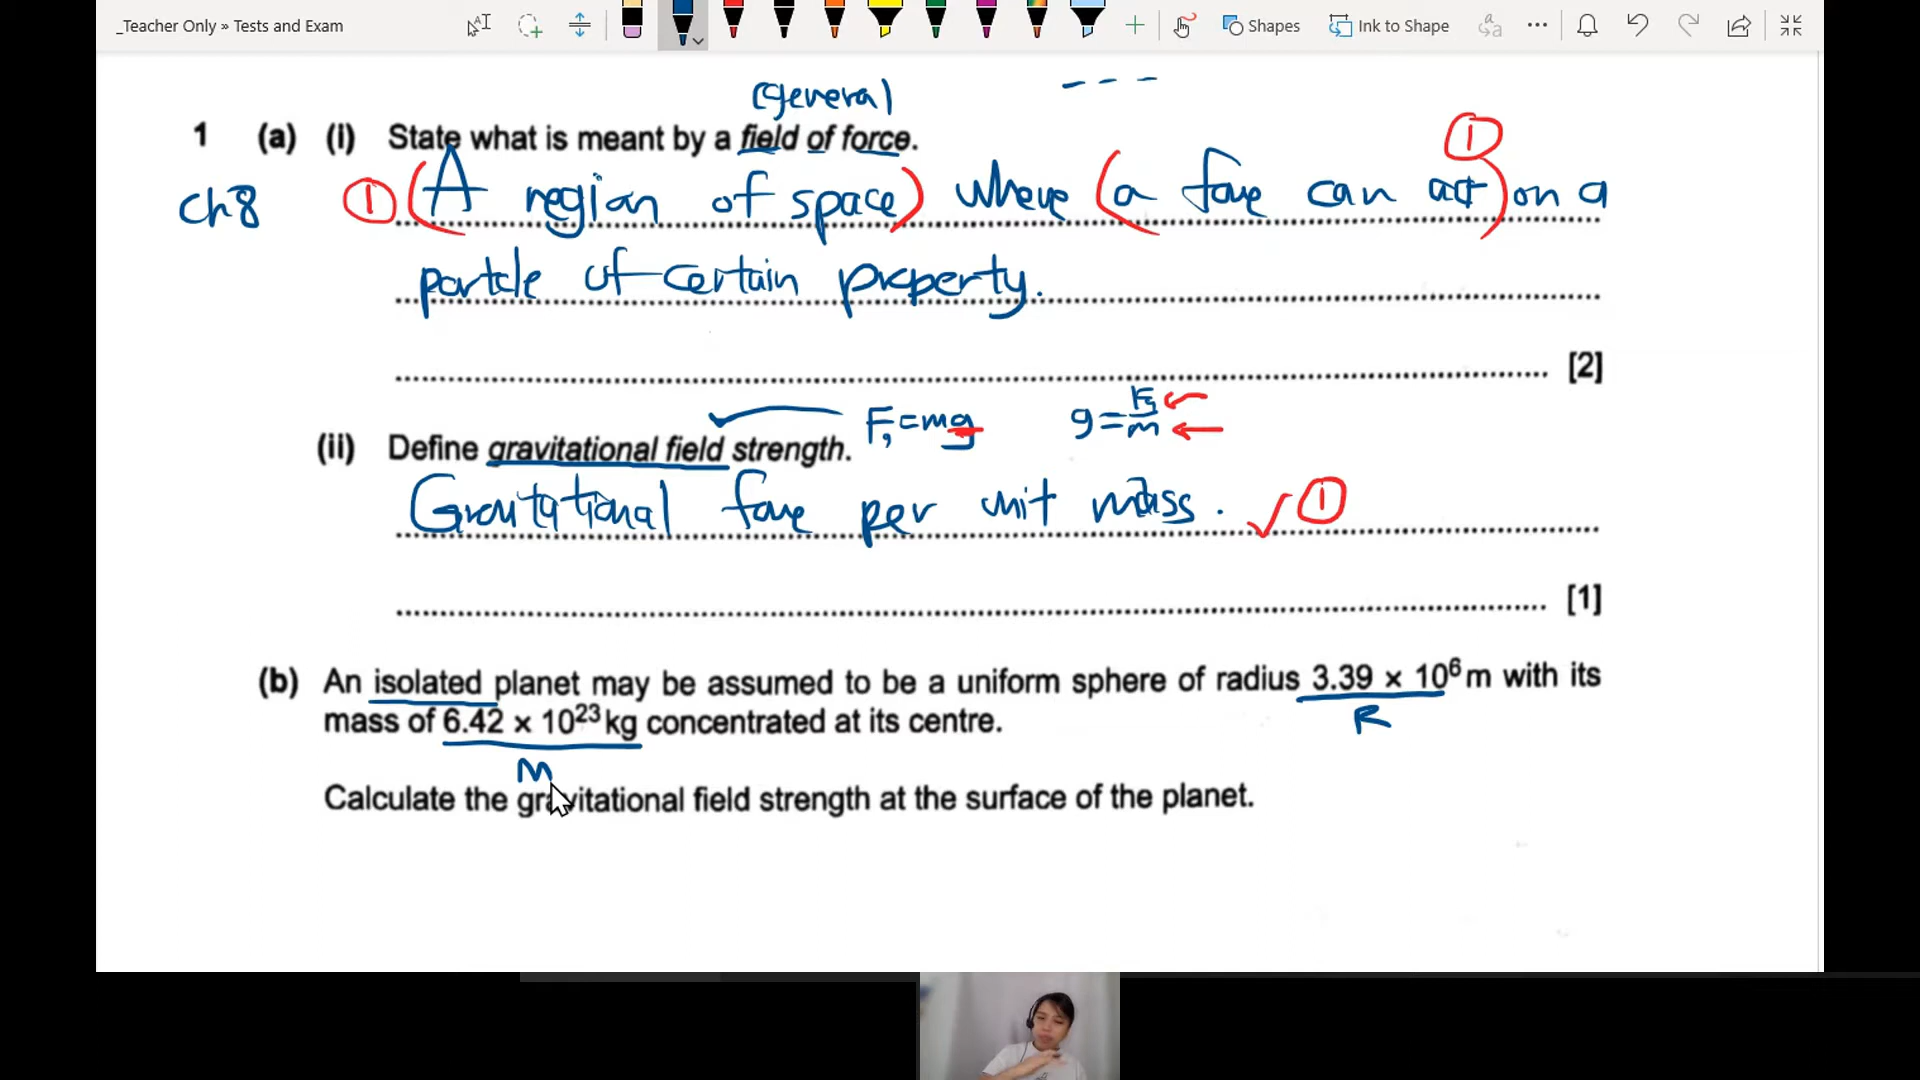 _Teacher Only » Tests and Exam
Shapes
Ink to Shape
(general)
1 (a) (i) State what is meant by a field of force.
ch8
① (A region of space) where (a force can act) on a ①
particle of certain property.
[2]
Fg = mg g = Fg/m
(ii) Define gravitational field strength.
Gravitational force per unit mass. ✓ ①
[1]
(b) An isolated planet may be assumed to be a uniform sphere of radius 3.39 × 10⁶ m with its
R
mass of 6.42 × 10²³ kg concentrated at its centre.
M
Calculate the gravitational field strength at the surface of the planet.